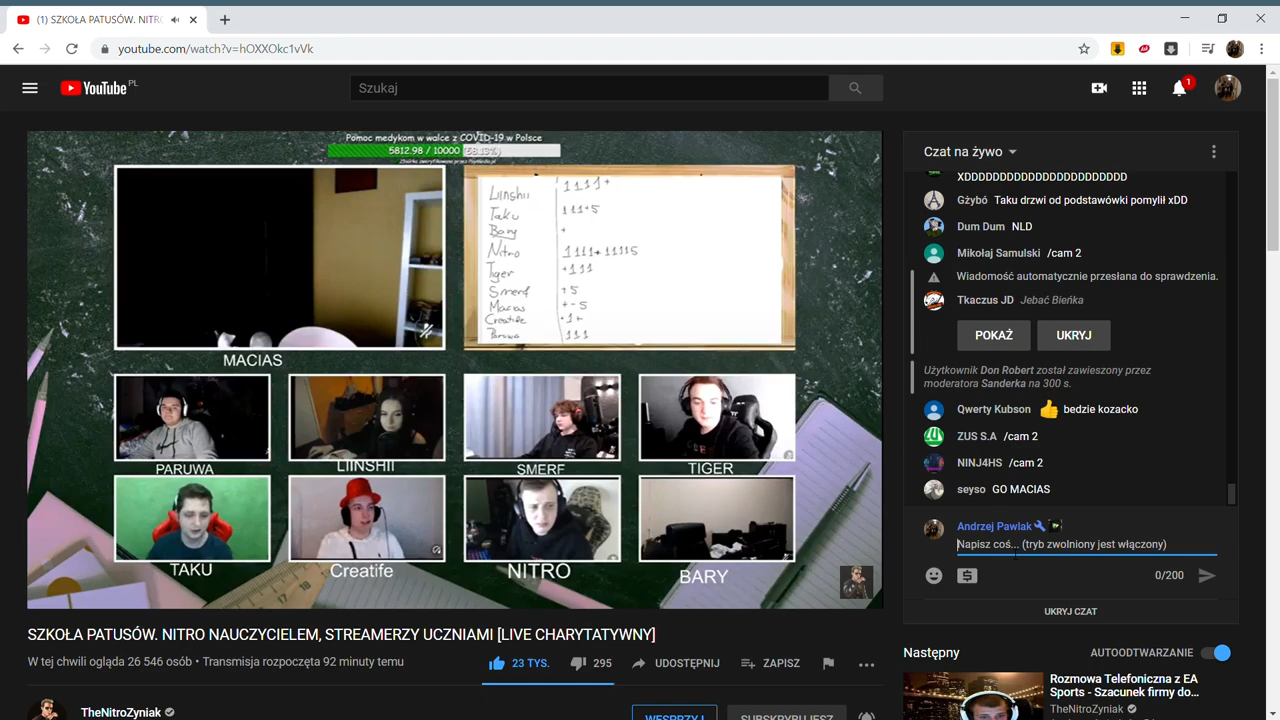 (1) SZKOŁA PATUSÓW. NITR
youtube.com/watch?v=hOXXOkc1vVk
YouTube PL
Szukaj
1
Pomoc medykom w walce z COVID-19 w Polsce
5812.98 / 10000 (58.13%)
MACIAS
Liinshii 1111+
Taku 111+5
Bary +
Nitro 1111+11115
Tiger +111
Smerf +5
Macias +-5
Creatife +1+
Paruwa 111
PARUWA
LIINSHII
SMERF
TIGER
TAKU
Creatife
NITRO
BARY
SZKOŁA PATUSÓW. NITRO NAUCZYCIELEM, STREAMERZY UCZNIAMI [LIVE CHARYTATYWNY]
W tej chwili ogląda 26 546 osób • Transmisja rozpoczęta 92 minuty temu
23 TYS.
295
UDOSTĘPNIJ
ZAPISZ
TheNitroZyniak
WESPRZYJ
SUBSKRYBUJESZ
Czat na żywo
XDDDDDDDDDDDDDDDDDDDDDDD
Gżybó Taku drzwi od podstawówki pomylił xDD
Dum Dum NLD
Mikołaj Samulski /cam 2
Wiadomość automatycznie przesłana do sprawdzenia.
Tkaczus JD Jebać Bieńka
POKAŻ
UKRYJ
Użytkownik Don Robert został zawieszony przez
moderatora Sanderka na 300 s.
Qwerty Kubson bedzie kozacko
ZUS S.A /cam 2
NINJ4HS /cam 2
seyso GO MACIAS
Andrzej Pawlak
Napisz coś... (tryb zwolniony jest włączony)
0/200
UKRYJ CZAT
Następny
AUTOODTWARZANIE
Rozmowa Telefoniczna z EA
Sports - Szacunek firmy do...
TheNitroZyniak